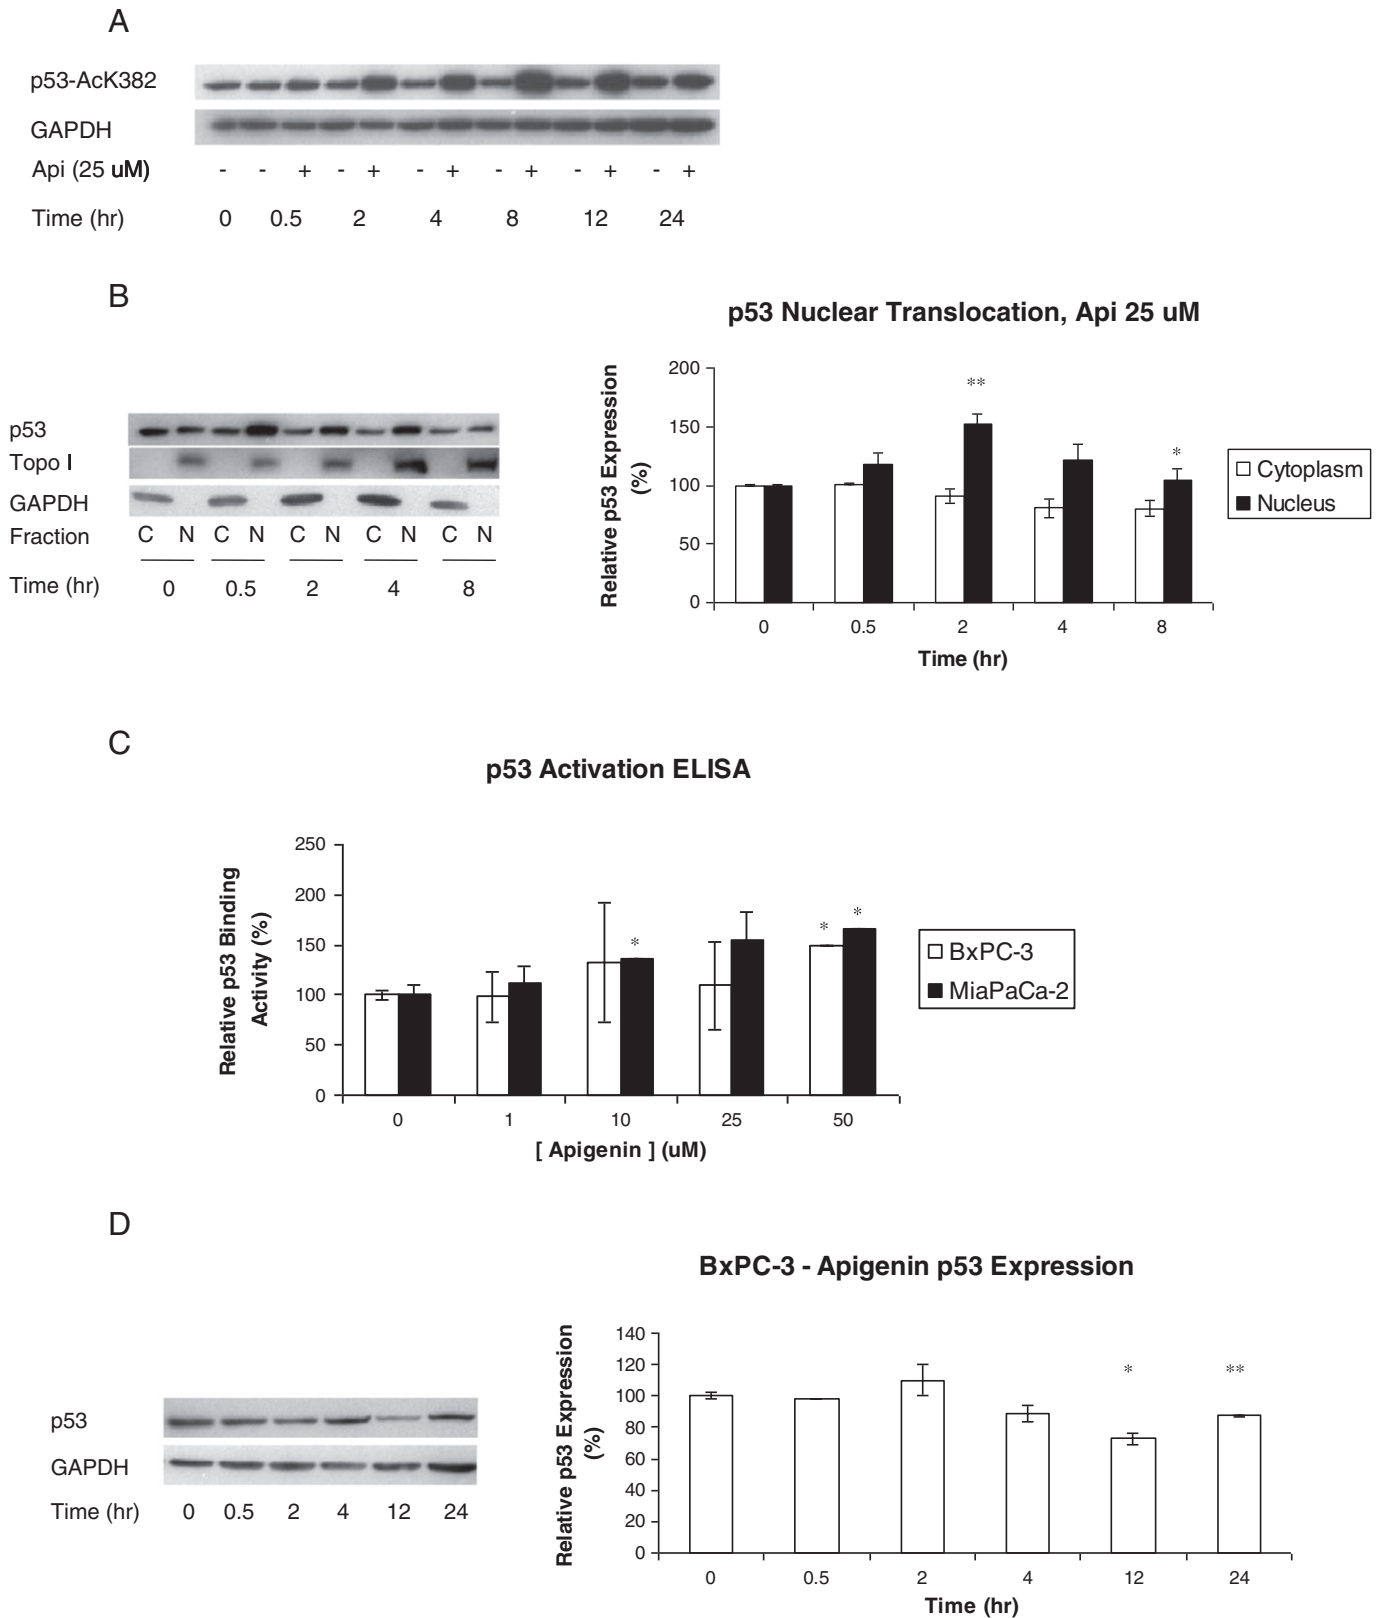 A
p53-AcK382
GAPDH
Api (25 uM) - - + - + - + - + - + - +
Time (hr) 0 0.5 2 4 8 12 24
B
p53 Nuclear Translocation, Api 25 uM
p53
Topo I
GAPDH
Fraction C N C N C N C N C N
Time (hr) 0 0.5 2 4 8
Relative p53 Expression
(%)
200
150
100
50
0
**
*
0 0.5 2 4 8
Time (hr)
Cytoplasm
Nucleus
C
p53 Activation ELISA
Relative p53 Binding
Activity (%)
250
200
150
100
50
0
*
* *
0 1 10 25 50
[ Apigenin ] (uM)
BxPC-3
MiaPaCa-2
D
BxPC-3 - Apigenin p53 Expression
p53
GAPDH
Time (hr) 0 0.5 2 4 12 24
Relative p53 Expression
(%)
140
120
100
80
60
40
20
0
* **
0 0.5 2 4 12 24
Time (hr)